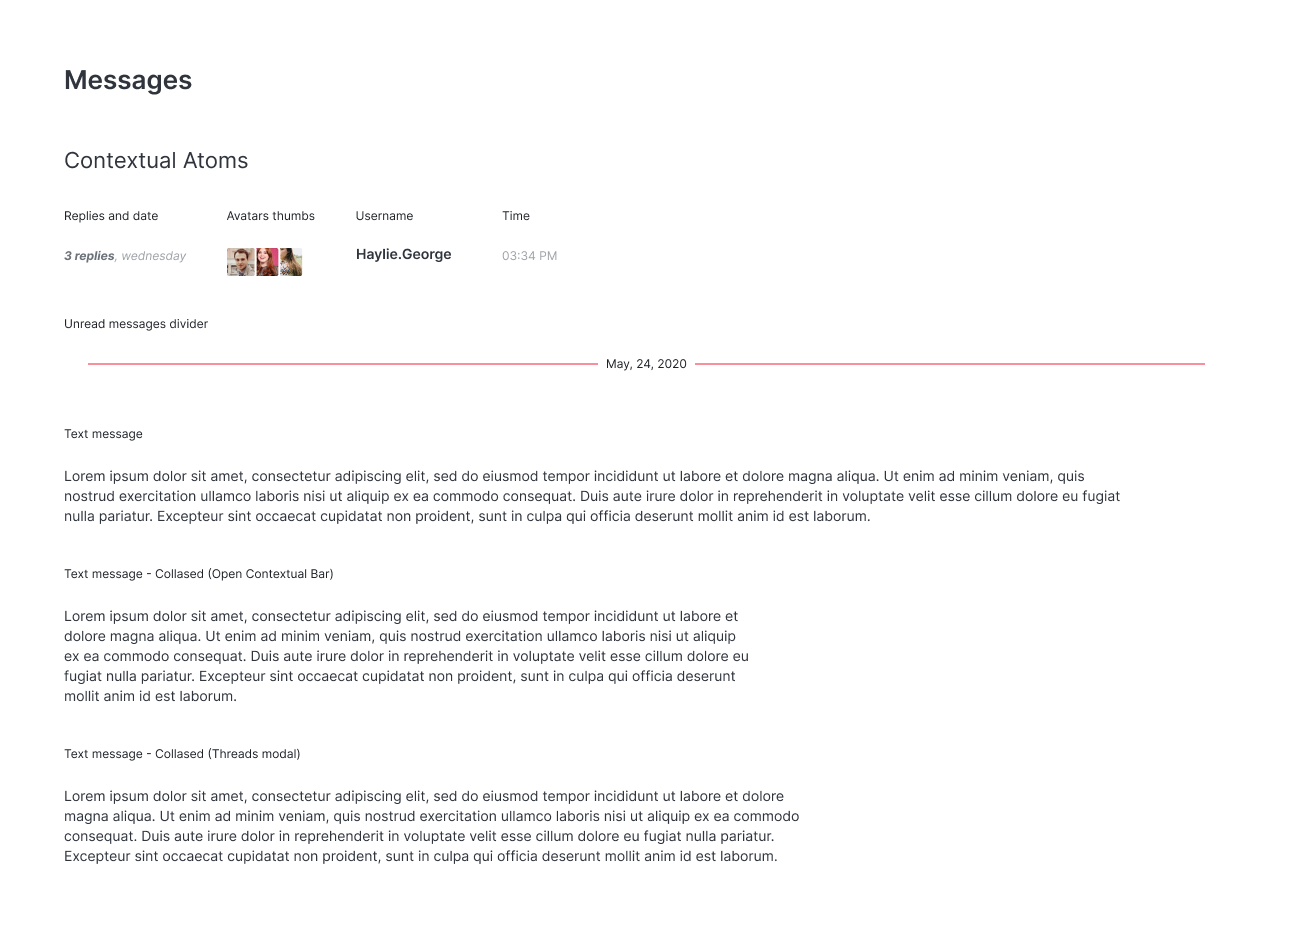 Messages
Contextual Atoms
Replies and date
Avatars thumbs
Username
Time
3 replies, wednesday
Haylie.George
03:34 PM
Unread messages divider
May, 24, 2020
Text message
Lorem ipsum dolor sit amet, consectetur adipiscing elit, sed do eiusmod tempor incididunt ut labore et dolore magna aliqua. Ut enim ad minim veniam, quis
nostrud exercitation ullamco laboris nisi ut aliquip ex ea commodo consequat. Duis aute irure dolor in reprehenderit in voluptate velit esse cillum dolore eu fugiat
nulla pariatur. Excepteur sint occaecat cupidatat non proident, sunt in culpa qui officia deserunt mollit anim id est laborum.
Text message - Collased (Open Contextual Bar)
Lorem ipsum dolor sit amet, consectetur adipiscing elit, sed do eiusmod tempor incididunt ut labore et
dolore magna aliqua. Ut enim ad minim veniam, quis nostrud exercitation ullamco laboris nisi ut aliquip
ex ea commodo consequat. Duis aute irure dolor in reprehenderit in voluptate velit esse cillum dolore eu
fugiat nulla pariatur. Excepteur sint occaecat cupidatat non proident, sunt in culpa qui officia deserunt
mollit anim id est laborum.
Text message - Collased (Threads modal)
Lorem ipsum dolor sit amet, consectetur adipiscing elit, sed do eiusmod tempor incididunt ut labore et dolore
magna aliqua. Ut enim ad minim veniam, quis nostrud exercitation ullamco laboris nisi ut aliquip ex ea commodo
consequat. Duis aute irure dolor in reprehenderit in voluptate velit esse cillum dolore eu fugiat nulla pariatur.
Excepteur sint occaecat cupidatat non proident, sunt in culpa qui officia deserunt mollit anim id est laborum.